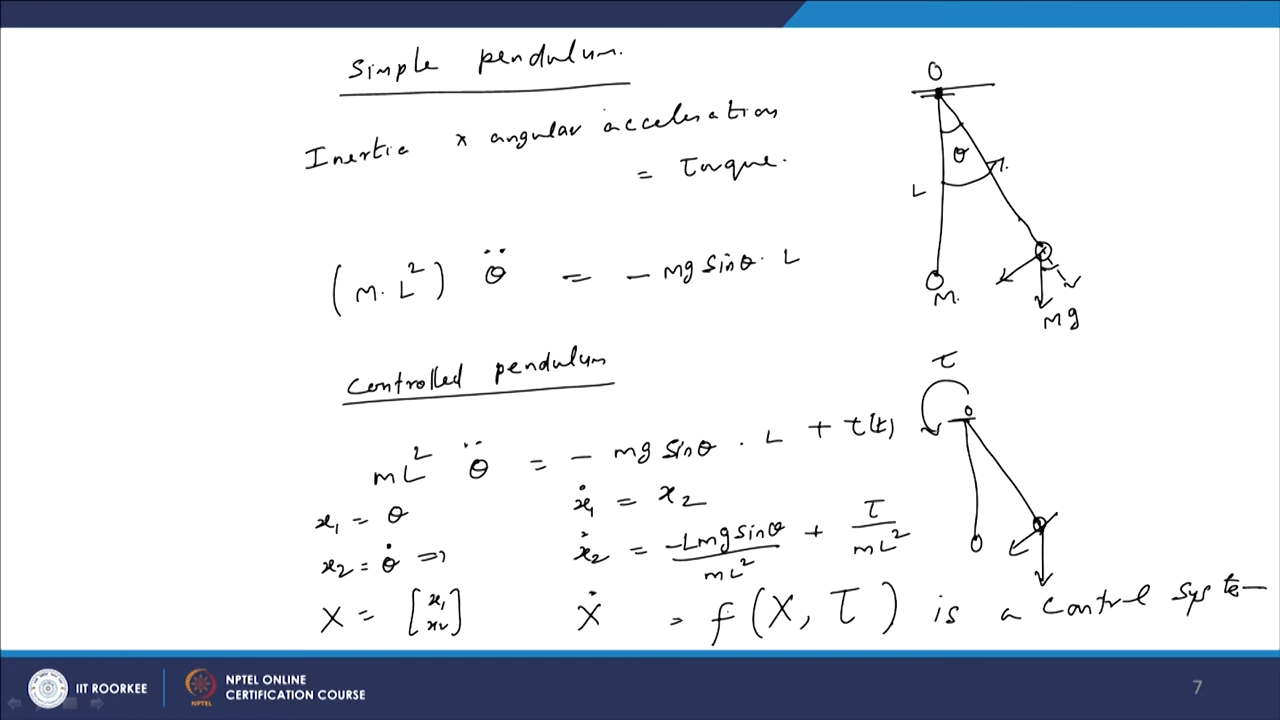 Simple pendulum.
Inertia × angular acceleration
= Torque.
O
θ
L
M.
Mg
(M. L²) θ̈ = - Mg sinθ. L
Controlled pendulum
τ
O
mL² θ̈ = - mg sinθ . L + τ(t)
x₁ = θ ẋ₁ = x₂
x₂ = θ̇ ⇒ ẋ₂ = -Lmg sinθ / mL² + τ / mL²
X = [x₁ x₂] Ẋ = f(X, τ) is a control system
IIT ROORKEE
NPTEL ONLINE
CERTIFICATION COURSE
NPTEL
7